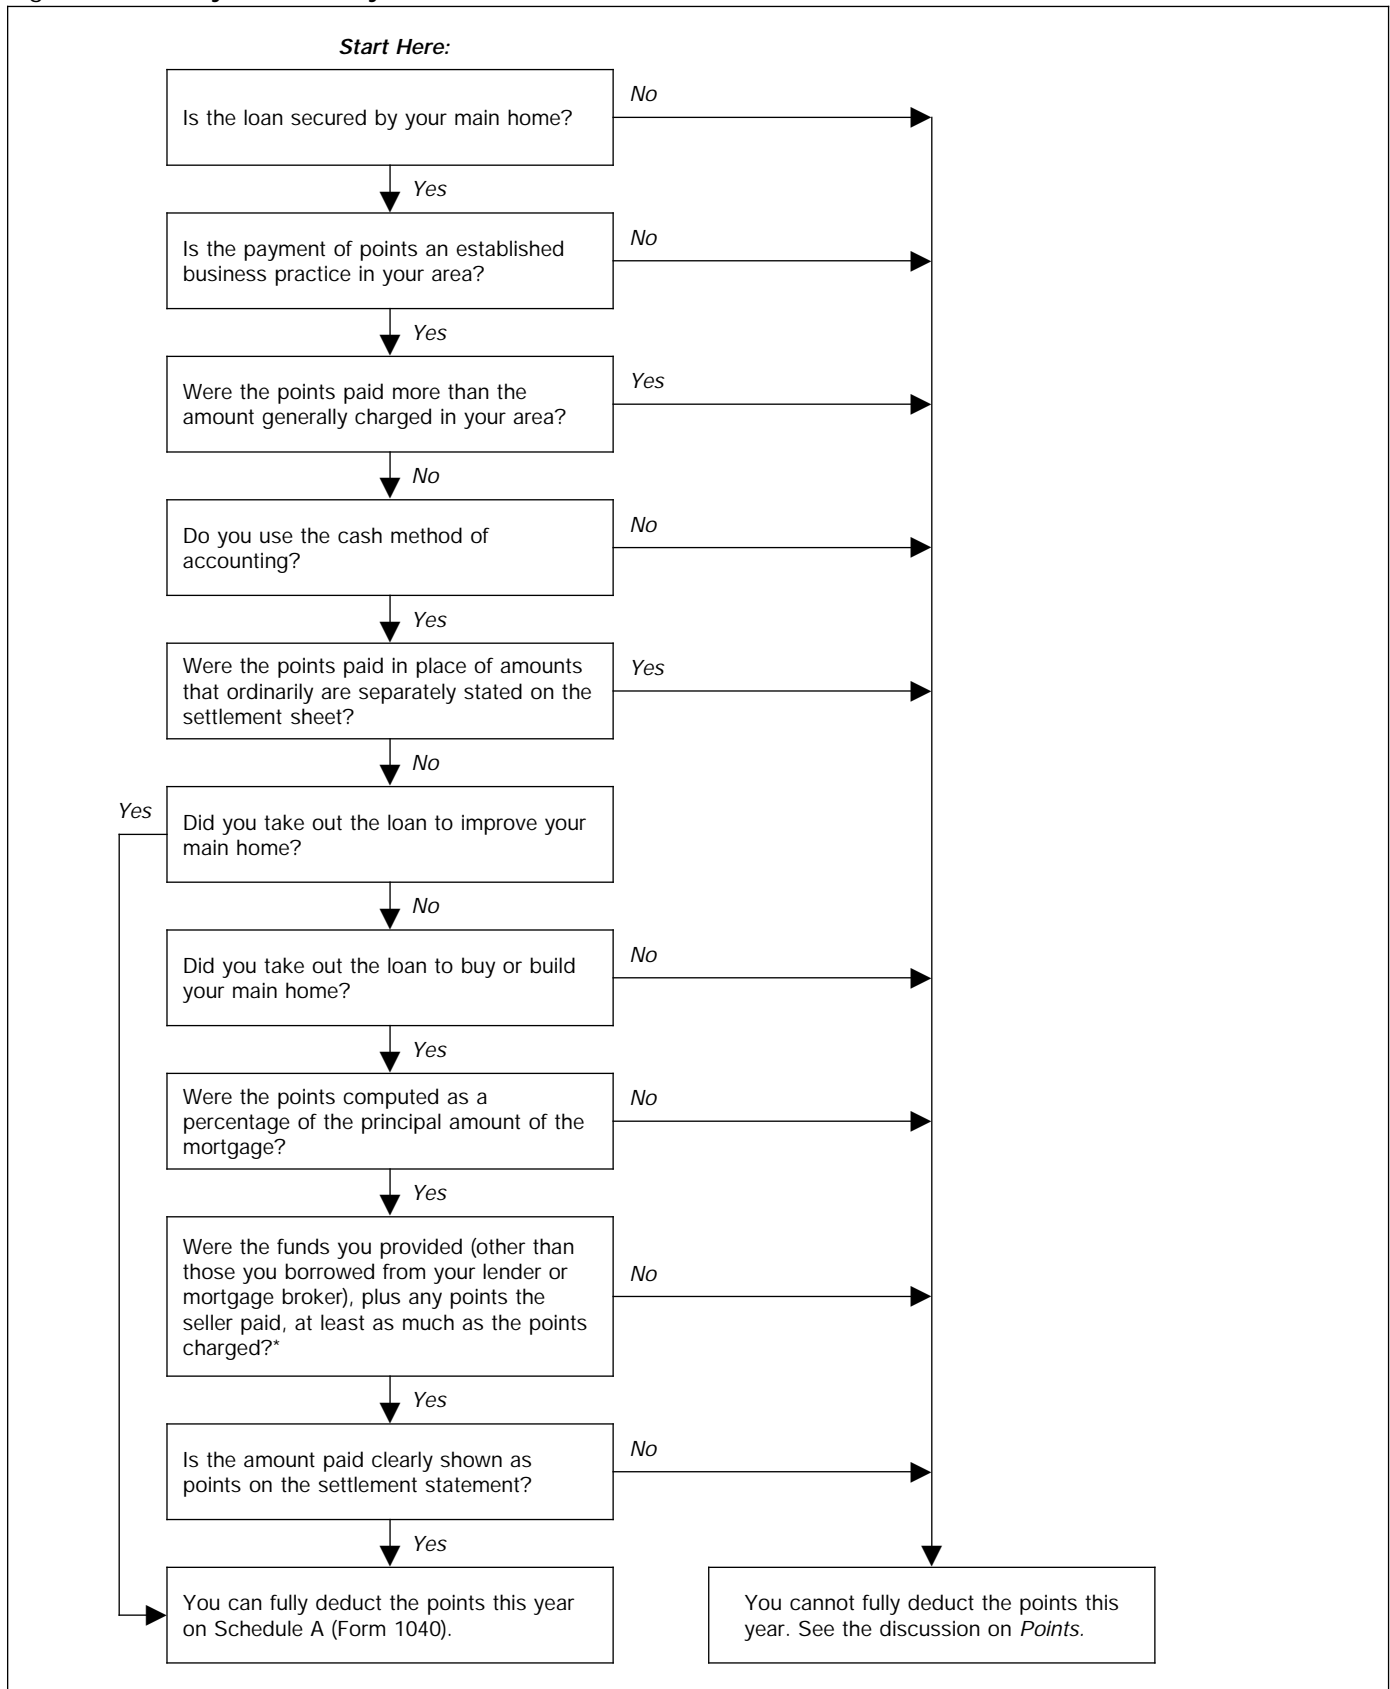 Start Here:
Is the loan secured by your main home?
No
Yes
Is the payment of points an established
business practice in your area?
No
Yes
Were the points paid more than the
amount generally charged in your area?
Yes
No
Do you use the cash method of
accounting?
No
Yes
Were the points paid in place of amounts
that ordinarily are separately stated on the
settlement sheet?
Yes
No
Yes
Did you take out the loan to improve your
main home?
No
Did you take out the loan to buy or build
your main home?
No
Yes
Were the points computed as a
percentage of the principal amount of the
mortgage?
No
Yes
Were the funds you provided (other than
those you borrowed from your lender or
mortgage broker), plus any points the
seller paid, at least as much as the points
charged?*
No
Yes
Is the amount paid clearly shown as
points on the settlement statement?
No
Yes
You can fully deduct the points this year
on Schedule A (Form 1040).
You cannot fully deduct the points this
year. See the discussion on Points.